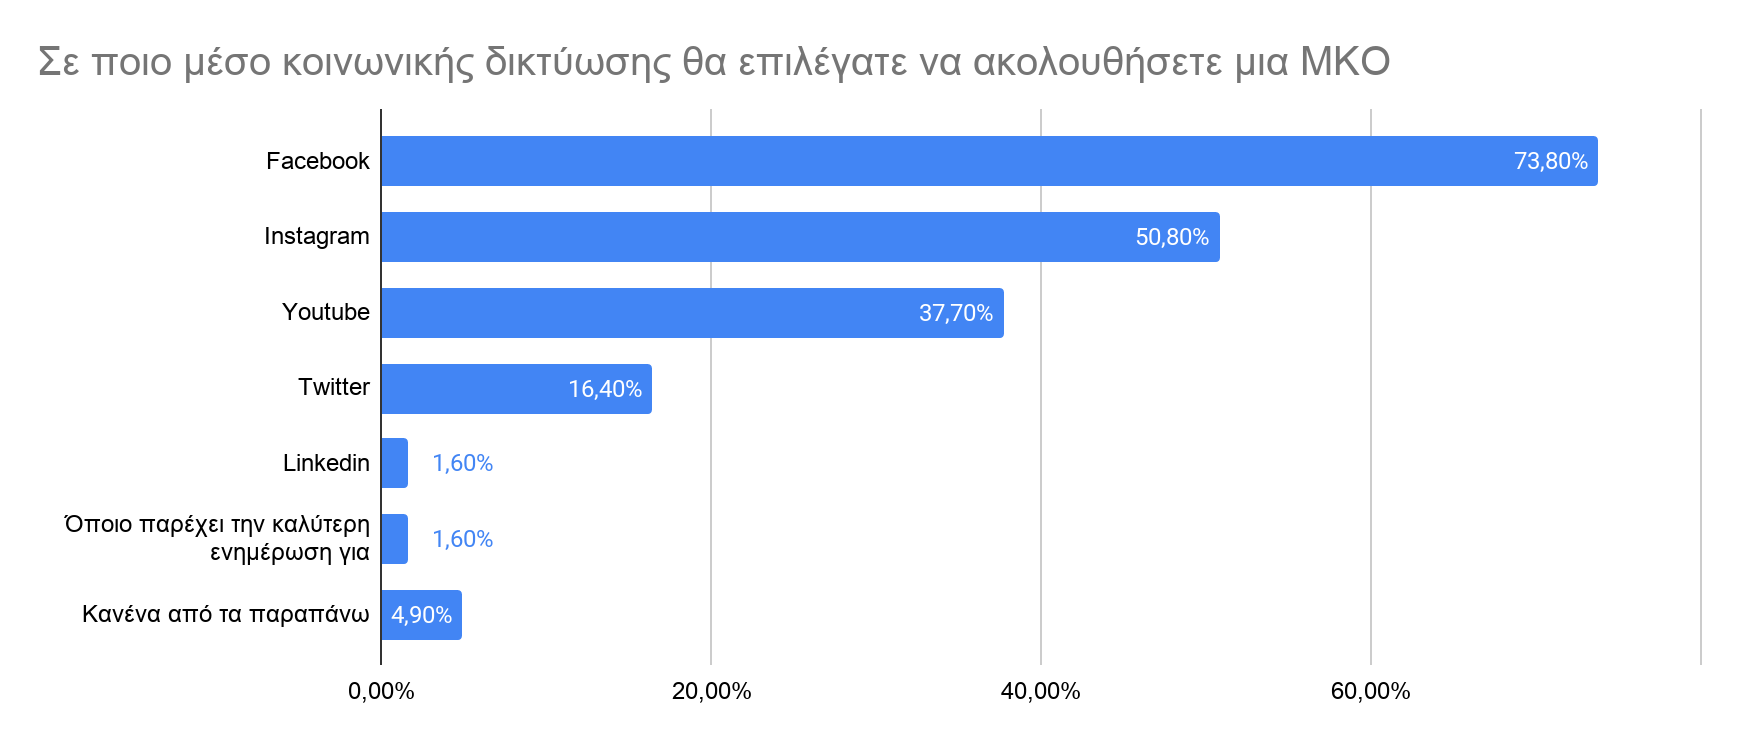 Σε ποιο μέσο κοινωνικής δικτύωσης θα επιλέγατε να ακολουθήσετε μια ΜΚΟ
Facebook
73,80%
Instagram
50,80%
Youtube
37,70%
Twitter
16,40%
Linkedin
1,60%
Όποιο παρέχει την καλύτερη
ενημέρωση για
1,60%
Κανένα από τα παραπάνω
4,90%
0,00%
20,00%
40,00%
60,00%